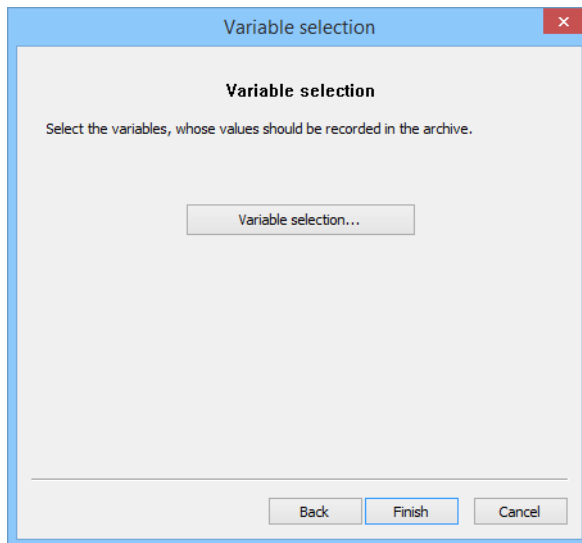 Variable selection
Variable selection
Select the variables, whose values should be recorded in the archive.
Variable selection...
Back Finish Cancel